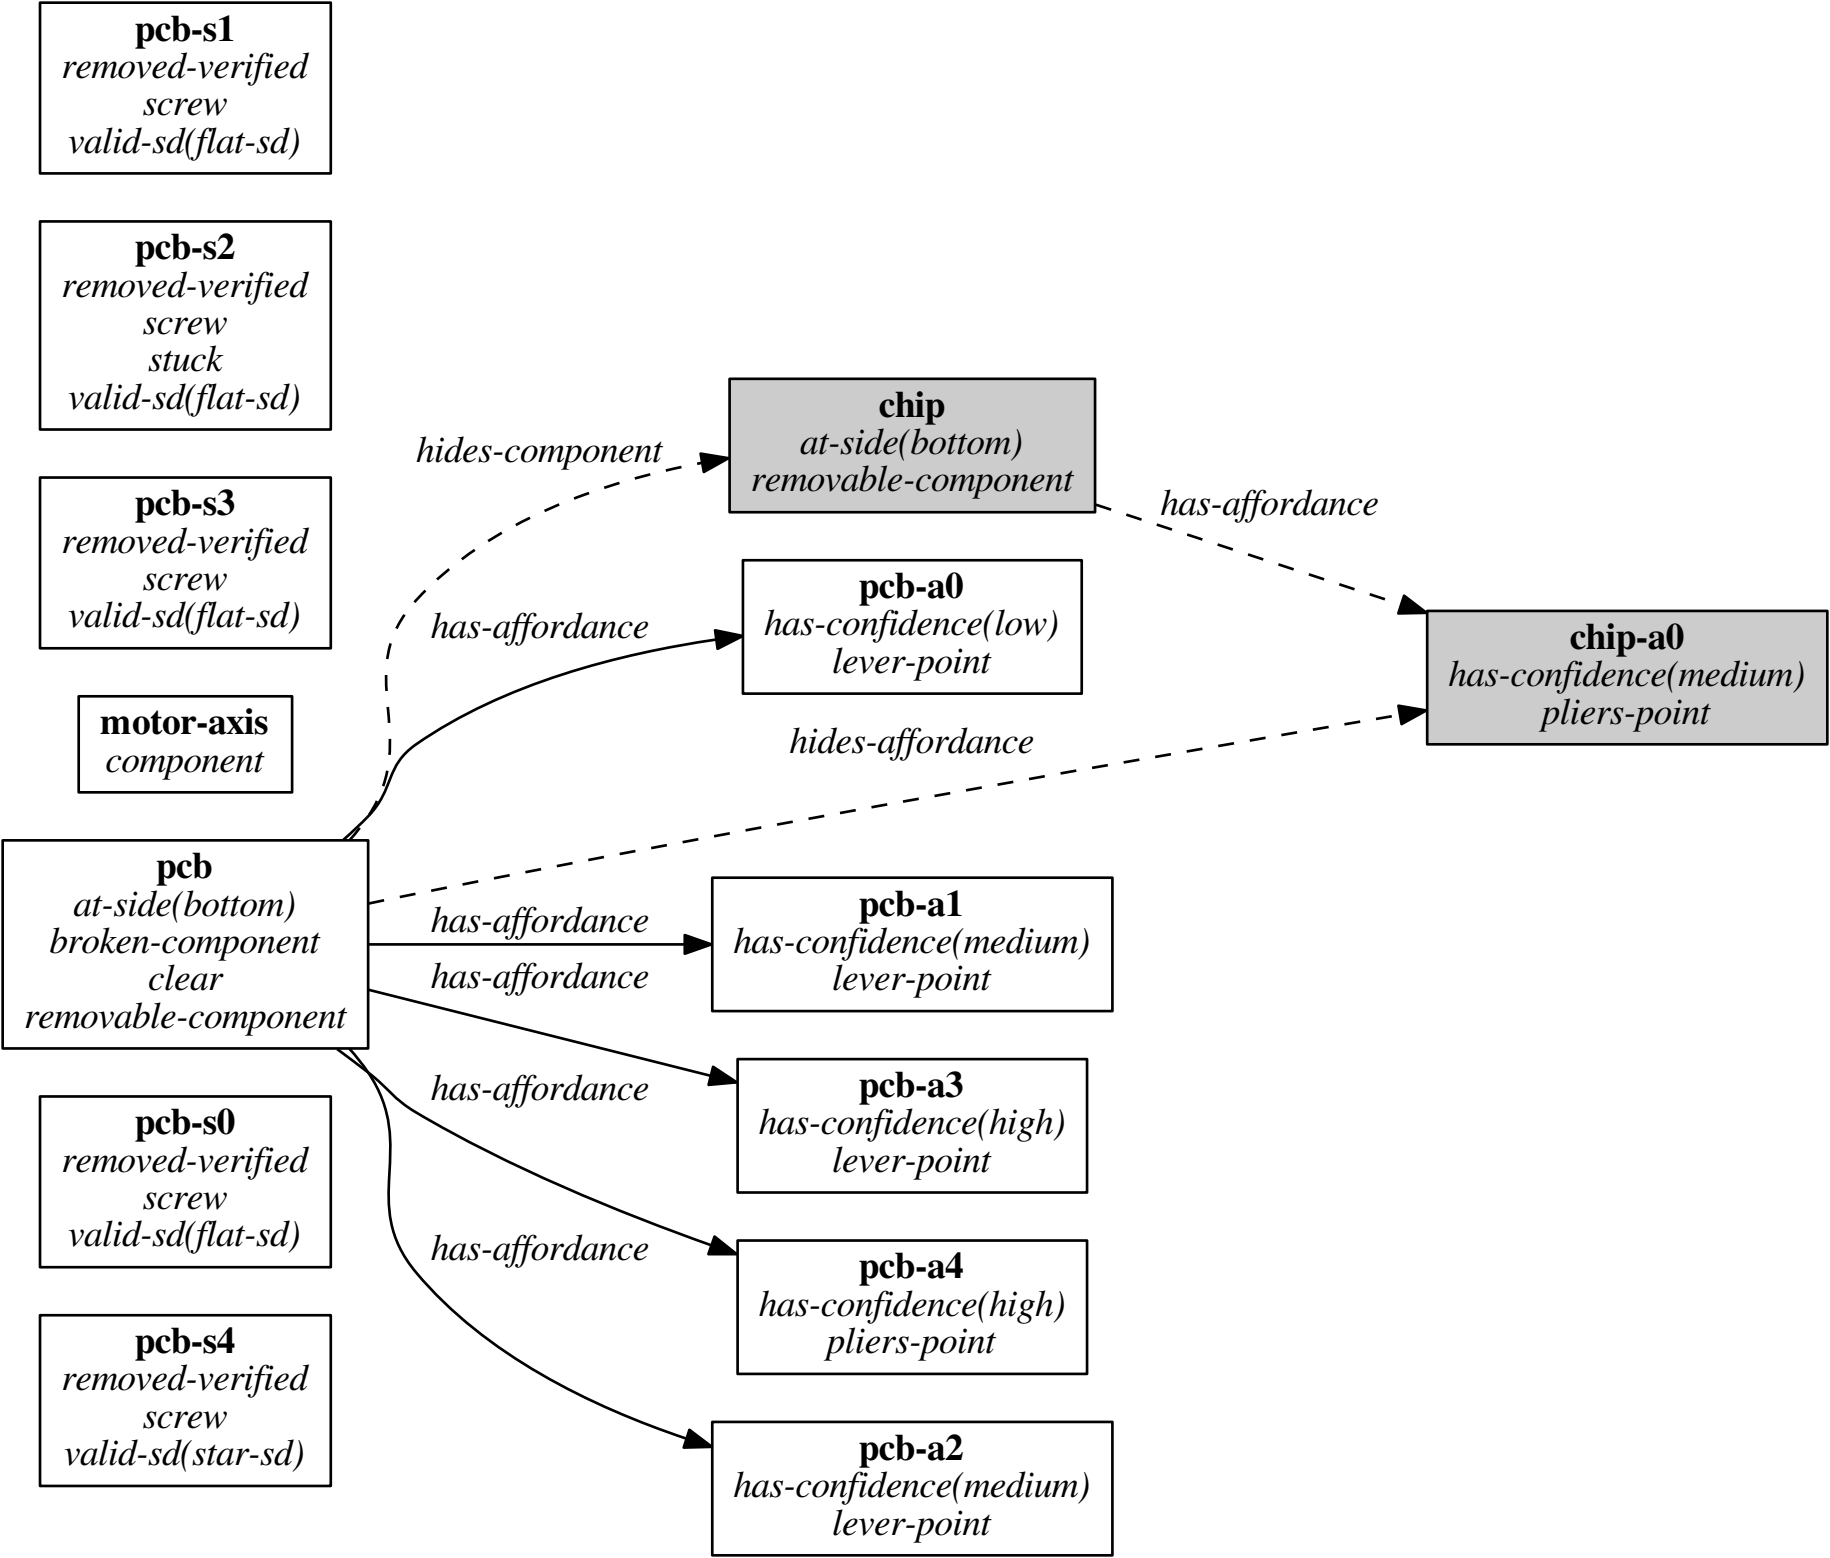 pcb-s1
removed-verified
screw
valid-sd(flat-sd)
pcb-s2
removed-verified
screw
stuck
valid-sd(flat-sd)
pcb-s3
removed-verified
screw
valid-sd(flat-sd)
motor-axis
component
pcb
at-side(bottom)
broken-component
clear
removable-component
pcb-s0
removed-verified
screw
valid-sd(flat-sd)
pcb-s4
removed-verified
screw
valid-sd(star-sd)
hides-component
has-affordance
hides-affordance
has-affordance
has-affordance
has-affordance
has-affordance
chip
at-side(bottom)
removable-component
pcb-a0
has-confidence(low)
lever-point
pcb-a1
has-confidence(medium)
lever-point
pcb-a3
has-confidence(high)
lever-point
pcb-a4
has-confidence(high)
pliers-point
pcb-a2
has-confidence(medium)
lever-point
has-affordance
chip-a0
has-confidence(medium)
pliers-point